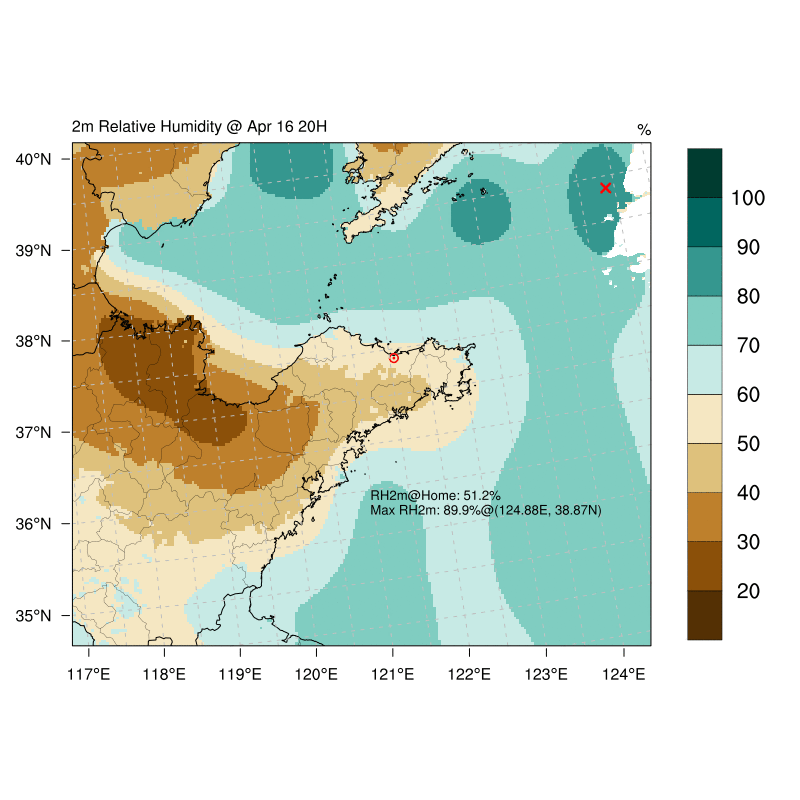 2m Relative Humidity @ Apr 16 20H
%
40°N
39°N
38°N
37°N
36°N
35°N
117°E
118°E
119°E
120°E
121°E
122°E
123°E
124°E
100
90
80
70
60
50
40
30
20
RH2m@Home: 51.2%
Max RH2m: 89.9%@(124.88E, 38.87N)